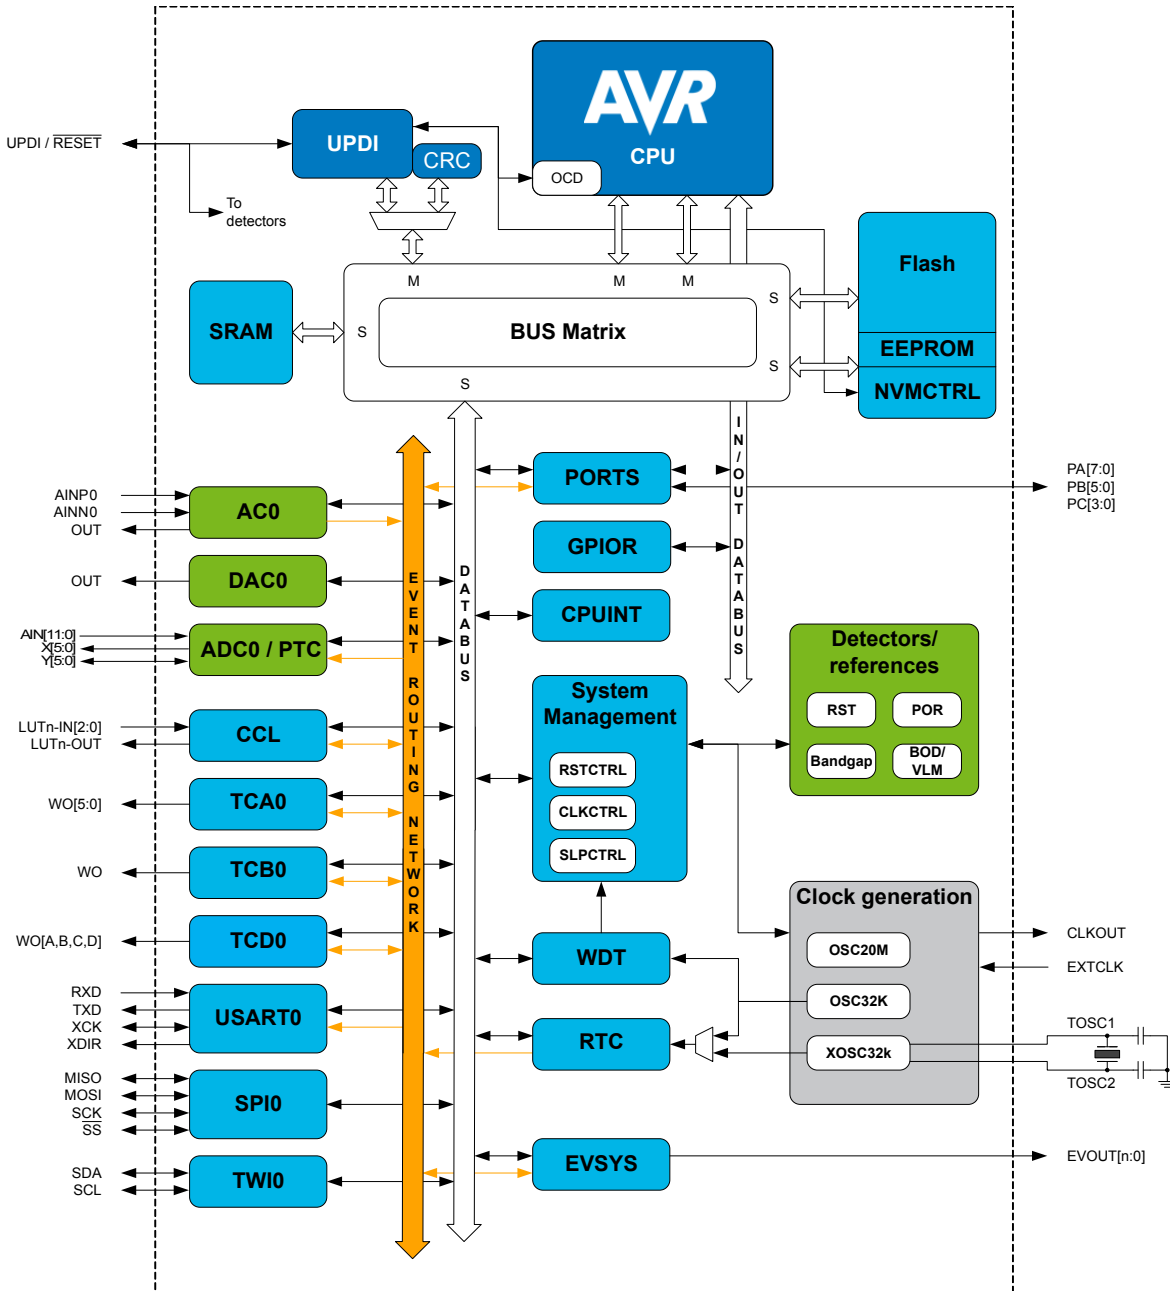 AVR
CPU
OCD
UPDI / RESET
UPDI
CRC
To
detectors
M
M
M
Flash
SRAM
S
BUS Matrix
S
S
S
EEPROM
NVMCTRL
IN/OUT DATABUS
DATABUS
EVENT ROUTING NETWORK
AINP0
AINN0
OUT
AC0
PORTS
PA[7:0]
PB[5:0]
PC[3:0]
GPIOR
OUT
DAC0
CPUINT
AIN[11:0]
X[5:0]
Y[5:0]
ADC0 / PTC
Detectors/
references
RST
POR
Bandgap
BOD/
VLM
System
Management
RSTCTRL
CLKCTRL
SLPCTRL
LUTn-IN[2:0]
LUTn-OUT
CCL
WO[5:0]
TCA0
WO
TCB0
WO[A,B,C,D]
TCD0
WDT
Clock generation
OSC20M
OSC32K
XOSC32k
CLKOUT
EXTCLK
TOSC1
TOSC2
RXD
TXD
XCK
XDIR
USART0
RTC
MISO
MOSI
SCK
SS
SPI0
SDA
SCL
TWI0
EVSYS
EVOUT[n:0]